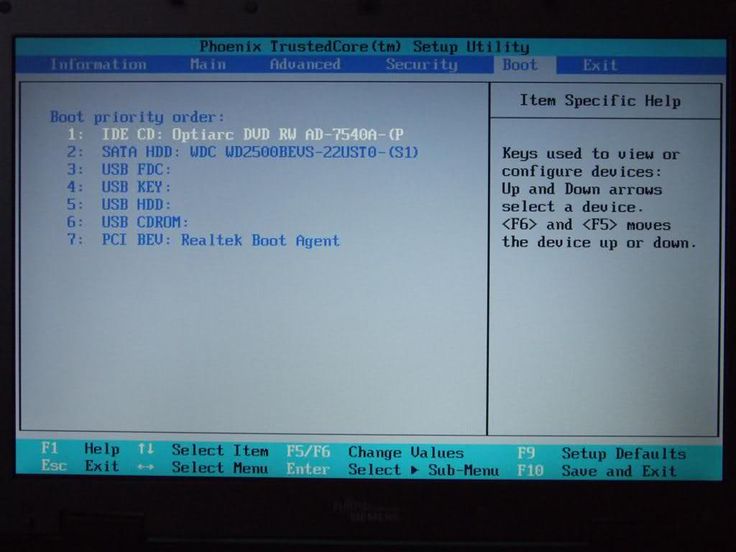 Phoenix TrustedCore(tm) Setup Utility
Information Main Advanced Security Boot Exit
Item Specific Help
Boot priority order:
1: IDE CD: Optiarc DVD RW AD-7540A-(P
2: SATA HDD: WDC WD2500BEVS-22UST0-(S1)
3: USB FDC:
4: USB KEY:
5: USB HDD:
6: USB CDROM:
7: PCI BEV: Realtek Boot Agent
Keys used to view or
configure devices:
Up and Down arrows
select a device.
<F6> and <F5> moves
the device up or down.
F1 Help ↑↓ Select Item F5/F6 Change Values F9 Setup Defaults
Esc Exit ↔ Select Menu Enter Select ▶ Sub-Menu F10 Save and Exit
SIEMENS